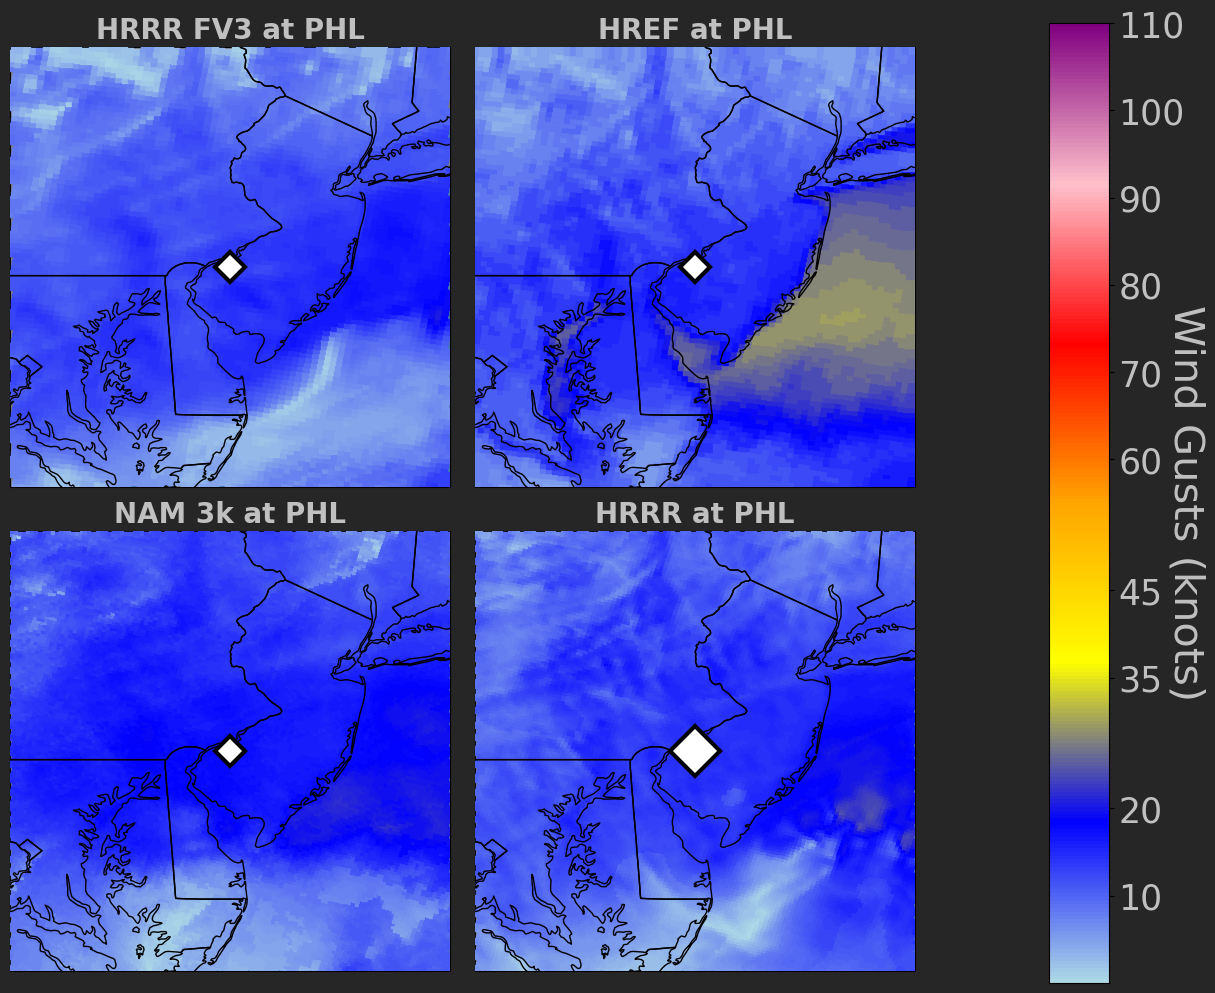 HRRR FV3 at PHL
HREF at PHL
NAM 3k at PHL
HRRR at PHL
110
100
90
80
70
60
45
35
20
10
Wind Gusts (knots)